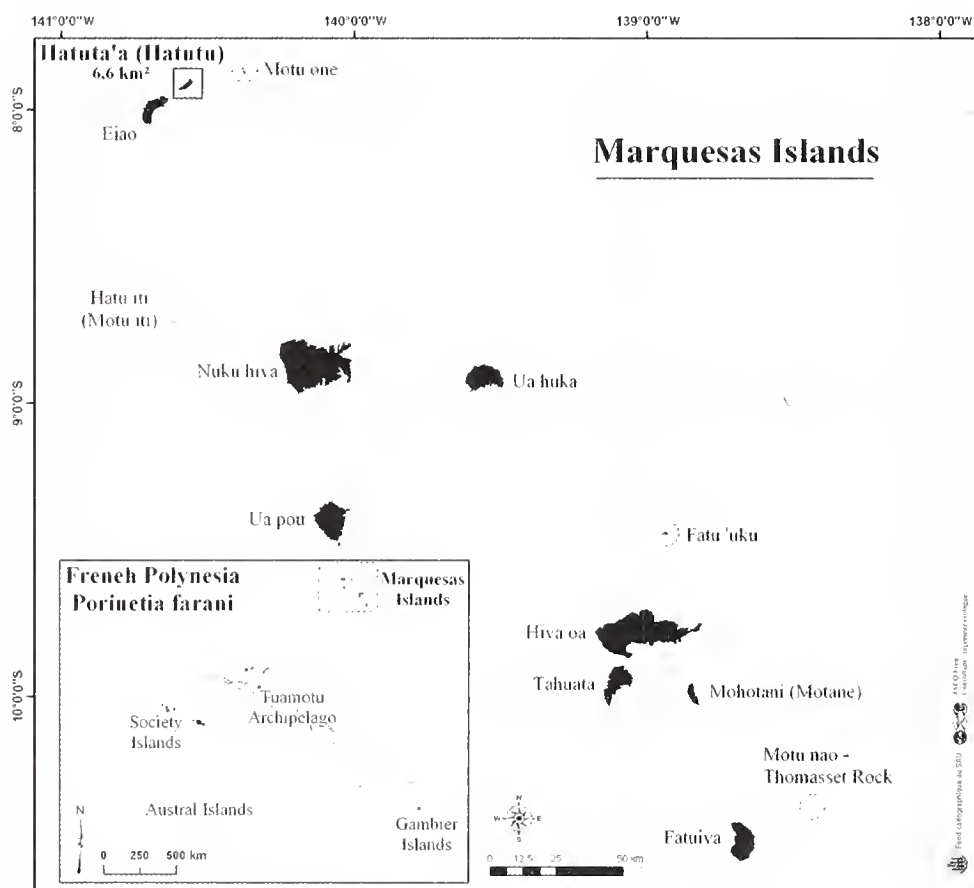 141°0'0"W 140°0'0"W 139°0'0"W 138°0'0"W
Hatuta'a (Hatutu)
6,6 km²
Motu one
8°0'0"S
Eiao
Marquesas Islands
Hatu iti
(Motu iti)
Nuku hiva
Ua huka
9°0'0"S
Ua pou
Fatu 'uku
French Polynesia
Porinetia farani
Marquesas
Islands
Hiva oa
Tahuata
Mohotani (Motane)
10°0'0"S
Tuamotu
Archipelago
Society
Islands
Motu nao -
Thomasset Rock
Austral Islands
N
Gambier
Islands
0 250 500 km
N
W E
S
Fatuiva
0 12,5 25 50 km
Fond cartographique du SAU